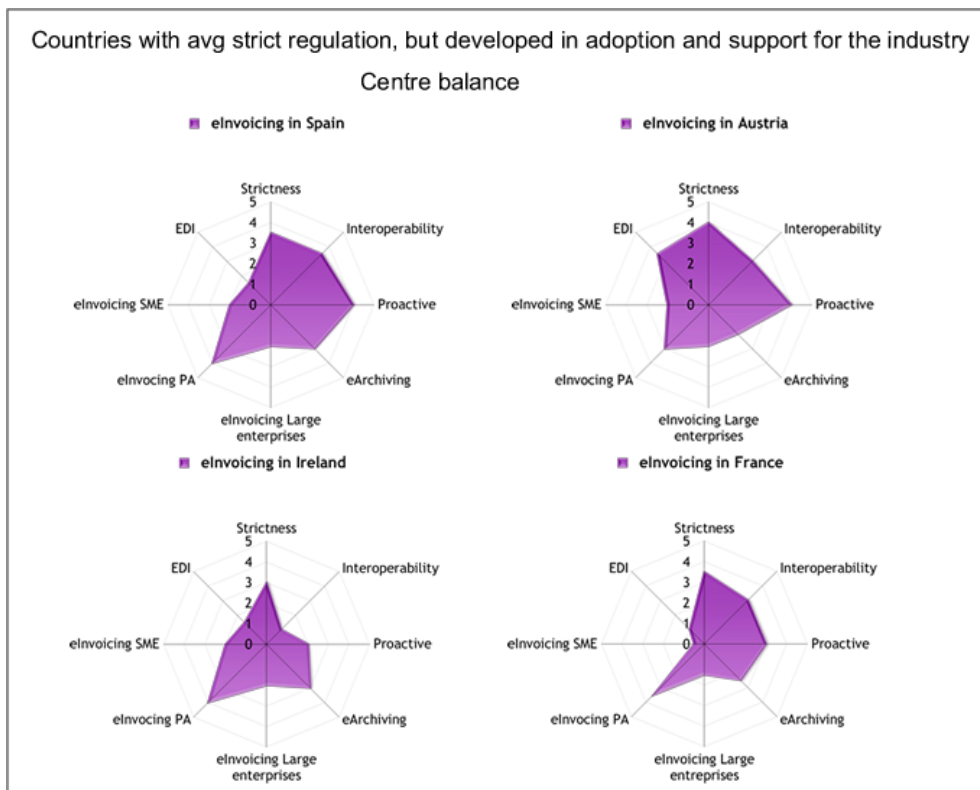 Countries with avg strict regulation, but developed in adoption and support for the industry
Centre balance
eInvoicing in Spain
Strictness
5
4
3
2
1
0
Interoperability
Proactive
eArchiving
eInvoicing Large
enterprises
eInvocing PA
eInvoicing SME
EDI
eInvoicing in Austria
Strictness
5
4
3
2
1
0
Interoperability
Proactive
eArchiving
eInvoicing Large
enterprises
eInvocing PA
eInvoicing SME
EDI
eInvoicing in Ireland
Strictness
5
4
3
2
1
0
Interoperability
Proactive
eArchiving
eInvoicing Large
enterprises
eInvocing PA
eInvoicing SME
EDI
eInvoicing in France
Strictness
5
4
3
2
1
0
Interoperability
Proactive
eArchiving
eInvoicing Large
entreprises
eInvocing PA
eInvoicing SME
EDI